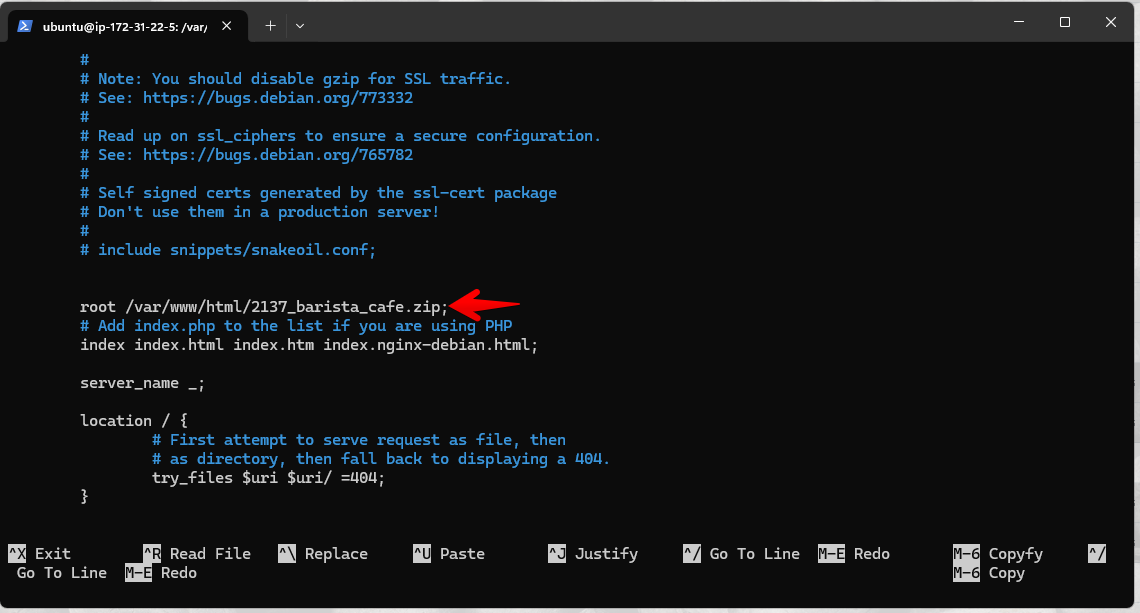 ubuntu@ip-172-31-22-5: /var/
#
# Note: You should disable gzip for SSL traffic.
# See: https://bugs.debian.org/773332
#
# Read up on ssl_ciphers to ensure a secure configuration.
# See: https://bugs.debian.org/765782
#
# Self signed certs generated by the ssl-cert package
# Don't use them in a production server!
#
# include snippets/snakeoil.conf;
root /var/www/html/2137_barista_cafe.zip;
# Add index.php to the list if you are using PHP
index index.html index.htm index.nginx-debian.html;
server_name _;
location / {
# First attempt to serve request as file, then
# as directory, then fall back to displaying a 404.
try_files $uri $uri/ =404;
}
^X Exit ^R Read File ^\ Replace ^U Paste ^J Justify ^/ Go To Line M-E Redo M-6 Copyfy ^/
Go To Line M-E Redo M-6 Copy